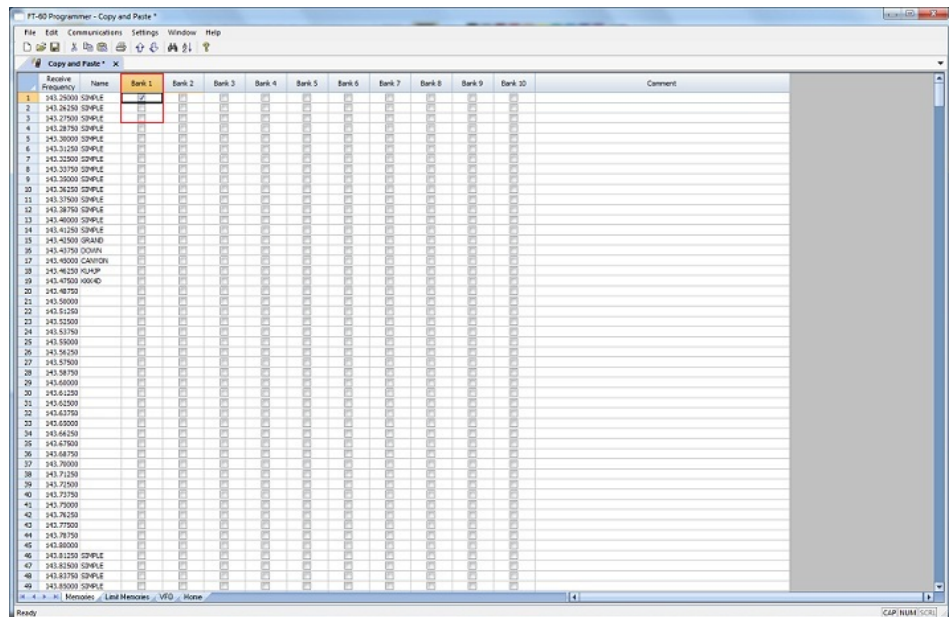 FT-60 Programmer - Copy and Paste *
File Edit Communications Settings Window Help
Copy and Paste * x
Receive Frequency Name Bank 1 Bank 2 Bank 3 Bank 4 Bank 5 Bank 6 Bank 7 Bank 8 Bank 9 Bank 10 Comment
1 143.25000 SIMPLE
2 143.26250 SIMPLE
3 143.27500 SIMPLE
4 143.28750 SIMPLE
5 143.30000 SIMPLE
6 143.31250 SIMPLE
7 143.32500 SIMPLE
8 143.33750 SIMPLE
9 143.35000 SIMPLE
10 143.36250 SIMPLE
11 143.37500 SIMPLE
12 143.38750 SIMPLE
13 143.40000 SIMPLE
14 143.41250 SIMPLE
15 143.42500 GRAND
16 143.43750 DOWN
17 143.45000 CANYON
18 143.46250
19 143.47500
20 143.48750
21 143.50000
22 143.51250
23 143.52500
24 143.53750
25 143.55000
26 143.56250
27 143.57500
28 143.58750
29 143.60000
30 143.61250
31 143.62500
32 143.63750
33 143.65000
34 143.66250
35 143.67500
36 143.68750
37 143.70000
38 143.71250
39 143.72500
40 143.73750
41 143.75000
42 143.76250
43 143.77500
44 143.78750
45 143.80000
46 143.81250 SIMPLE
47 143.82500 SIMPLE
48 143.83750 SIMPLE
49 143.85000 SIMPLE
Memories Limit Memories VFO Home
Ready CAP NUM SCRL